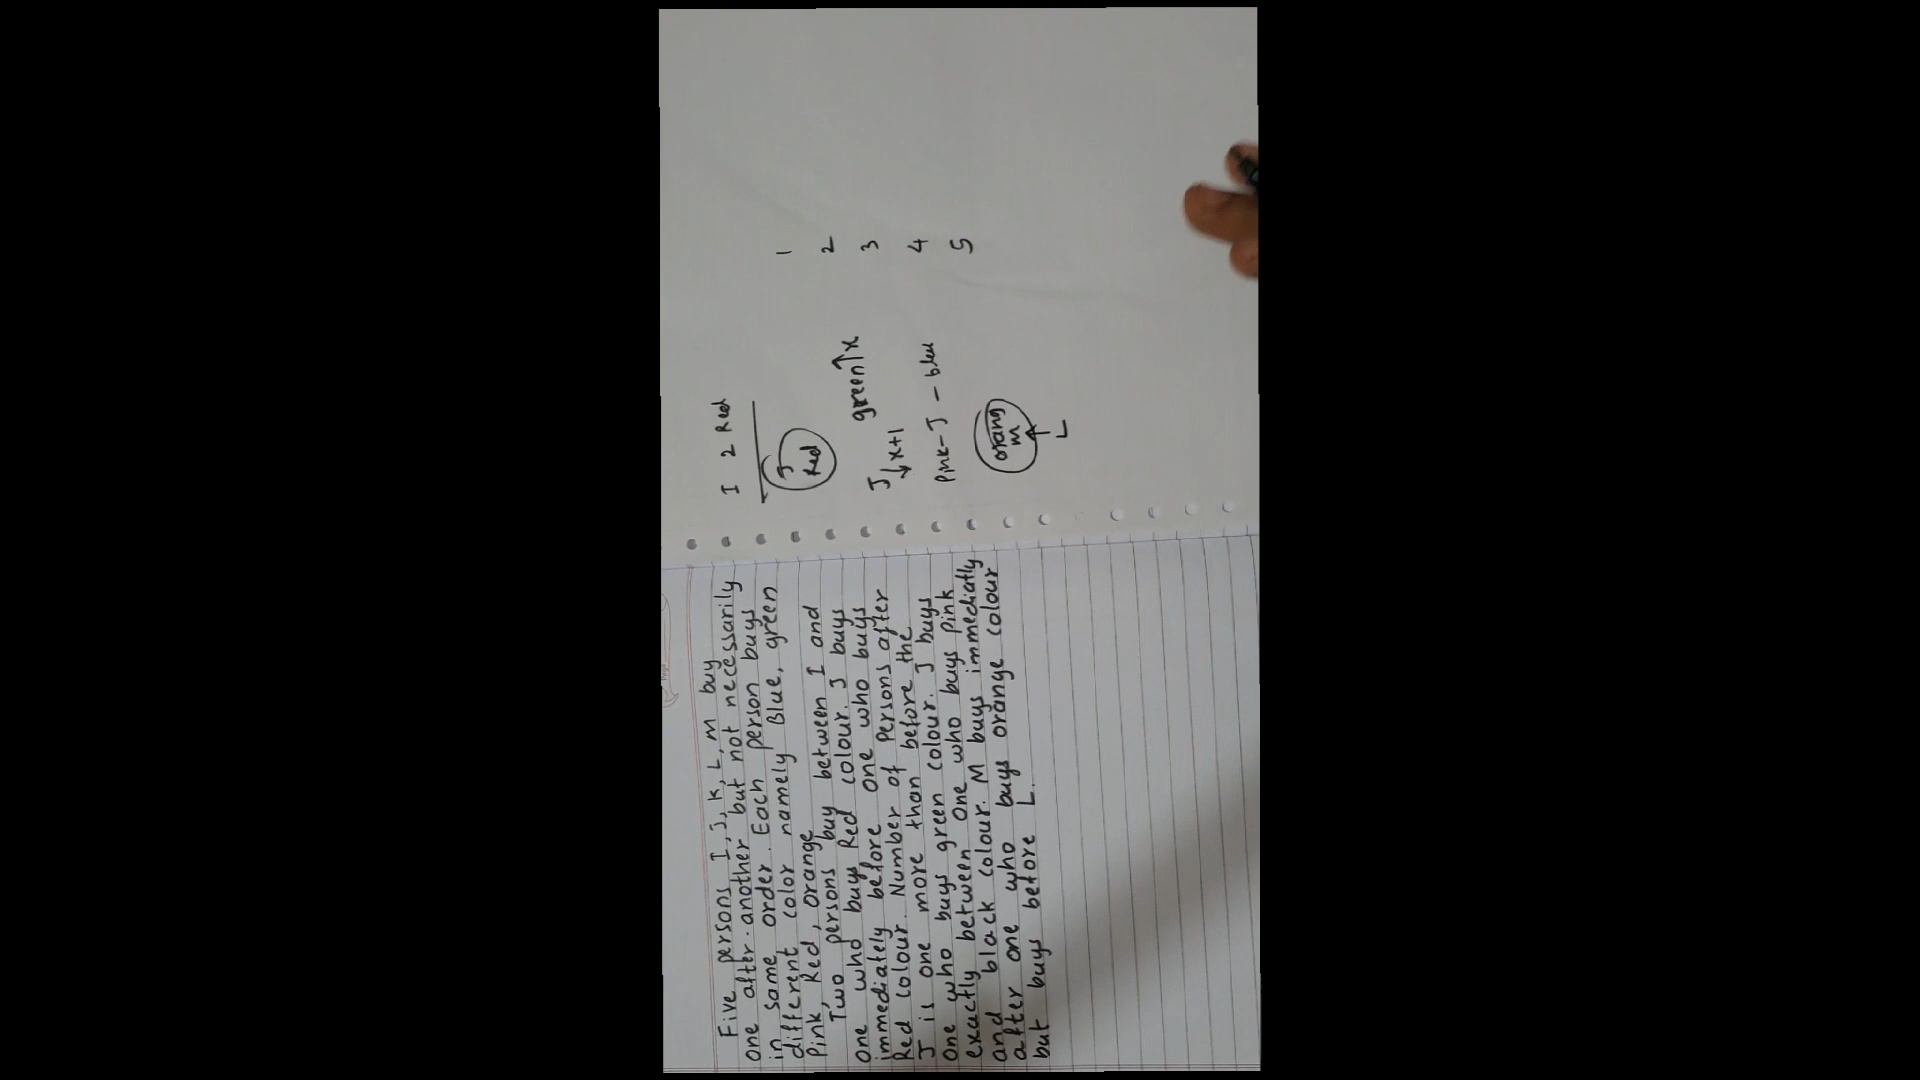 Five persons I, J, K, L, M buy
one after another but not necessarily
in same order. Each person buys
different color namely Blue, green
Pink, Red, orange
Two persons buy between I and
one who buys Red colour. J buys
immediately before one who buys
Red colour. Number of Persons after
J is one more than before the
one who buys green colour. J buys
exactly between one who buys Pink
and black colour. M buys immediatly
after one who buys orange colour
but buys before L.
I 2 Red
J
Red
green↑x
J↓x+1
Pink-J-blu
orang
m
↑
L
1
2
3
4
5